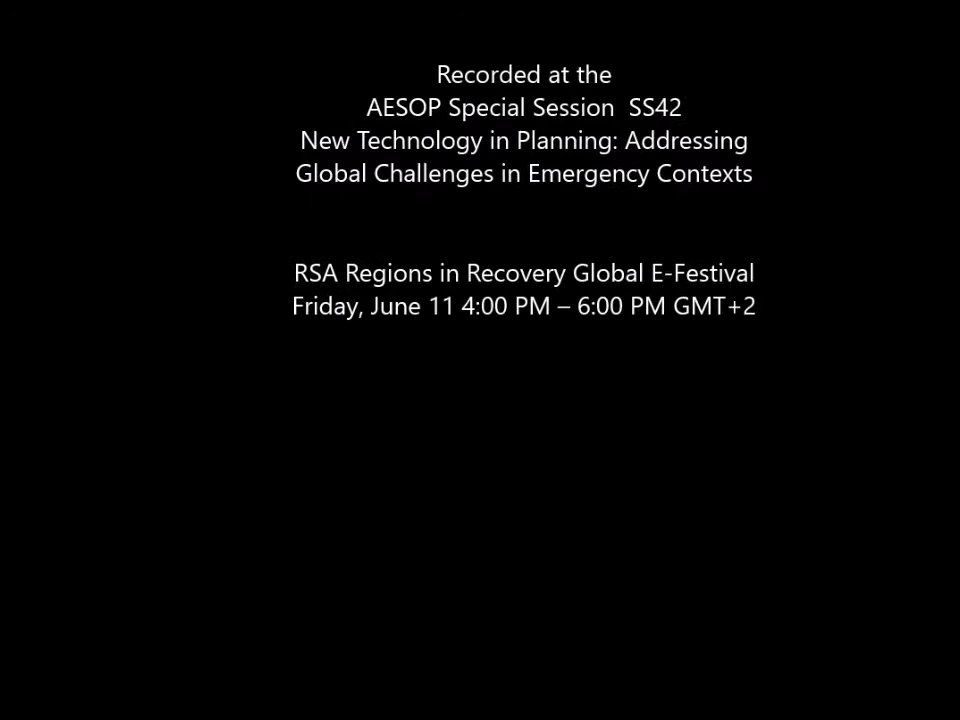 Recorded at the
AESOP Special Session SS42
New Technology in Planning: Addressing
Global Challenges in Emergency Contexts
RSA Regions in Recovery Global E-Festival
Friday, June 11 4:00 PM – 6:00 PM GMT+2